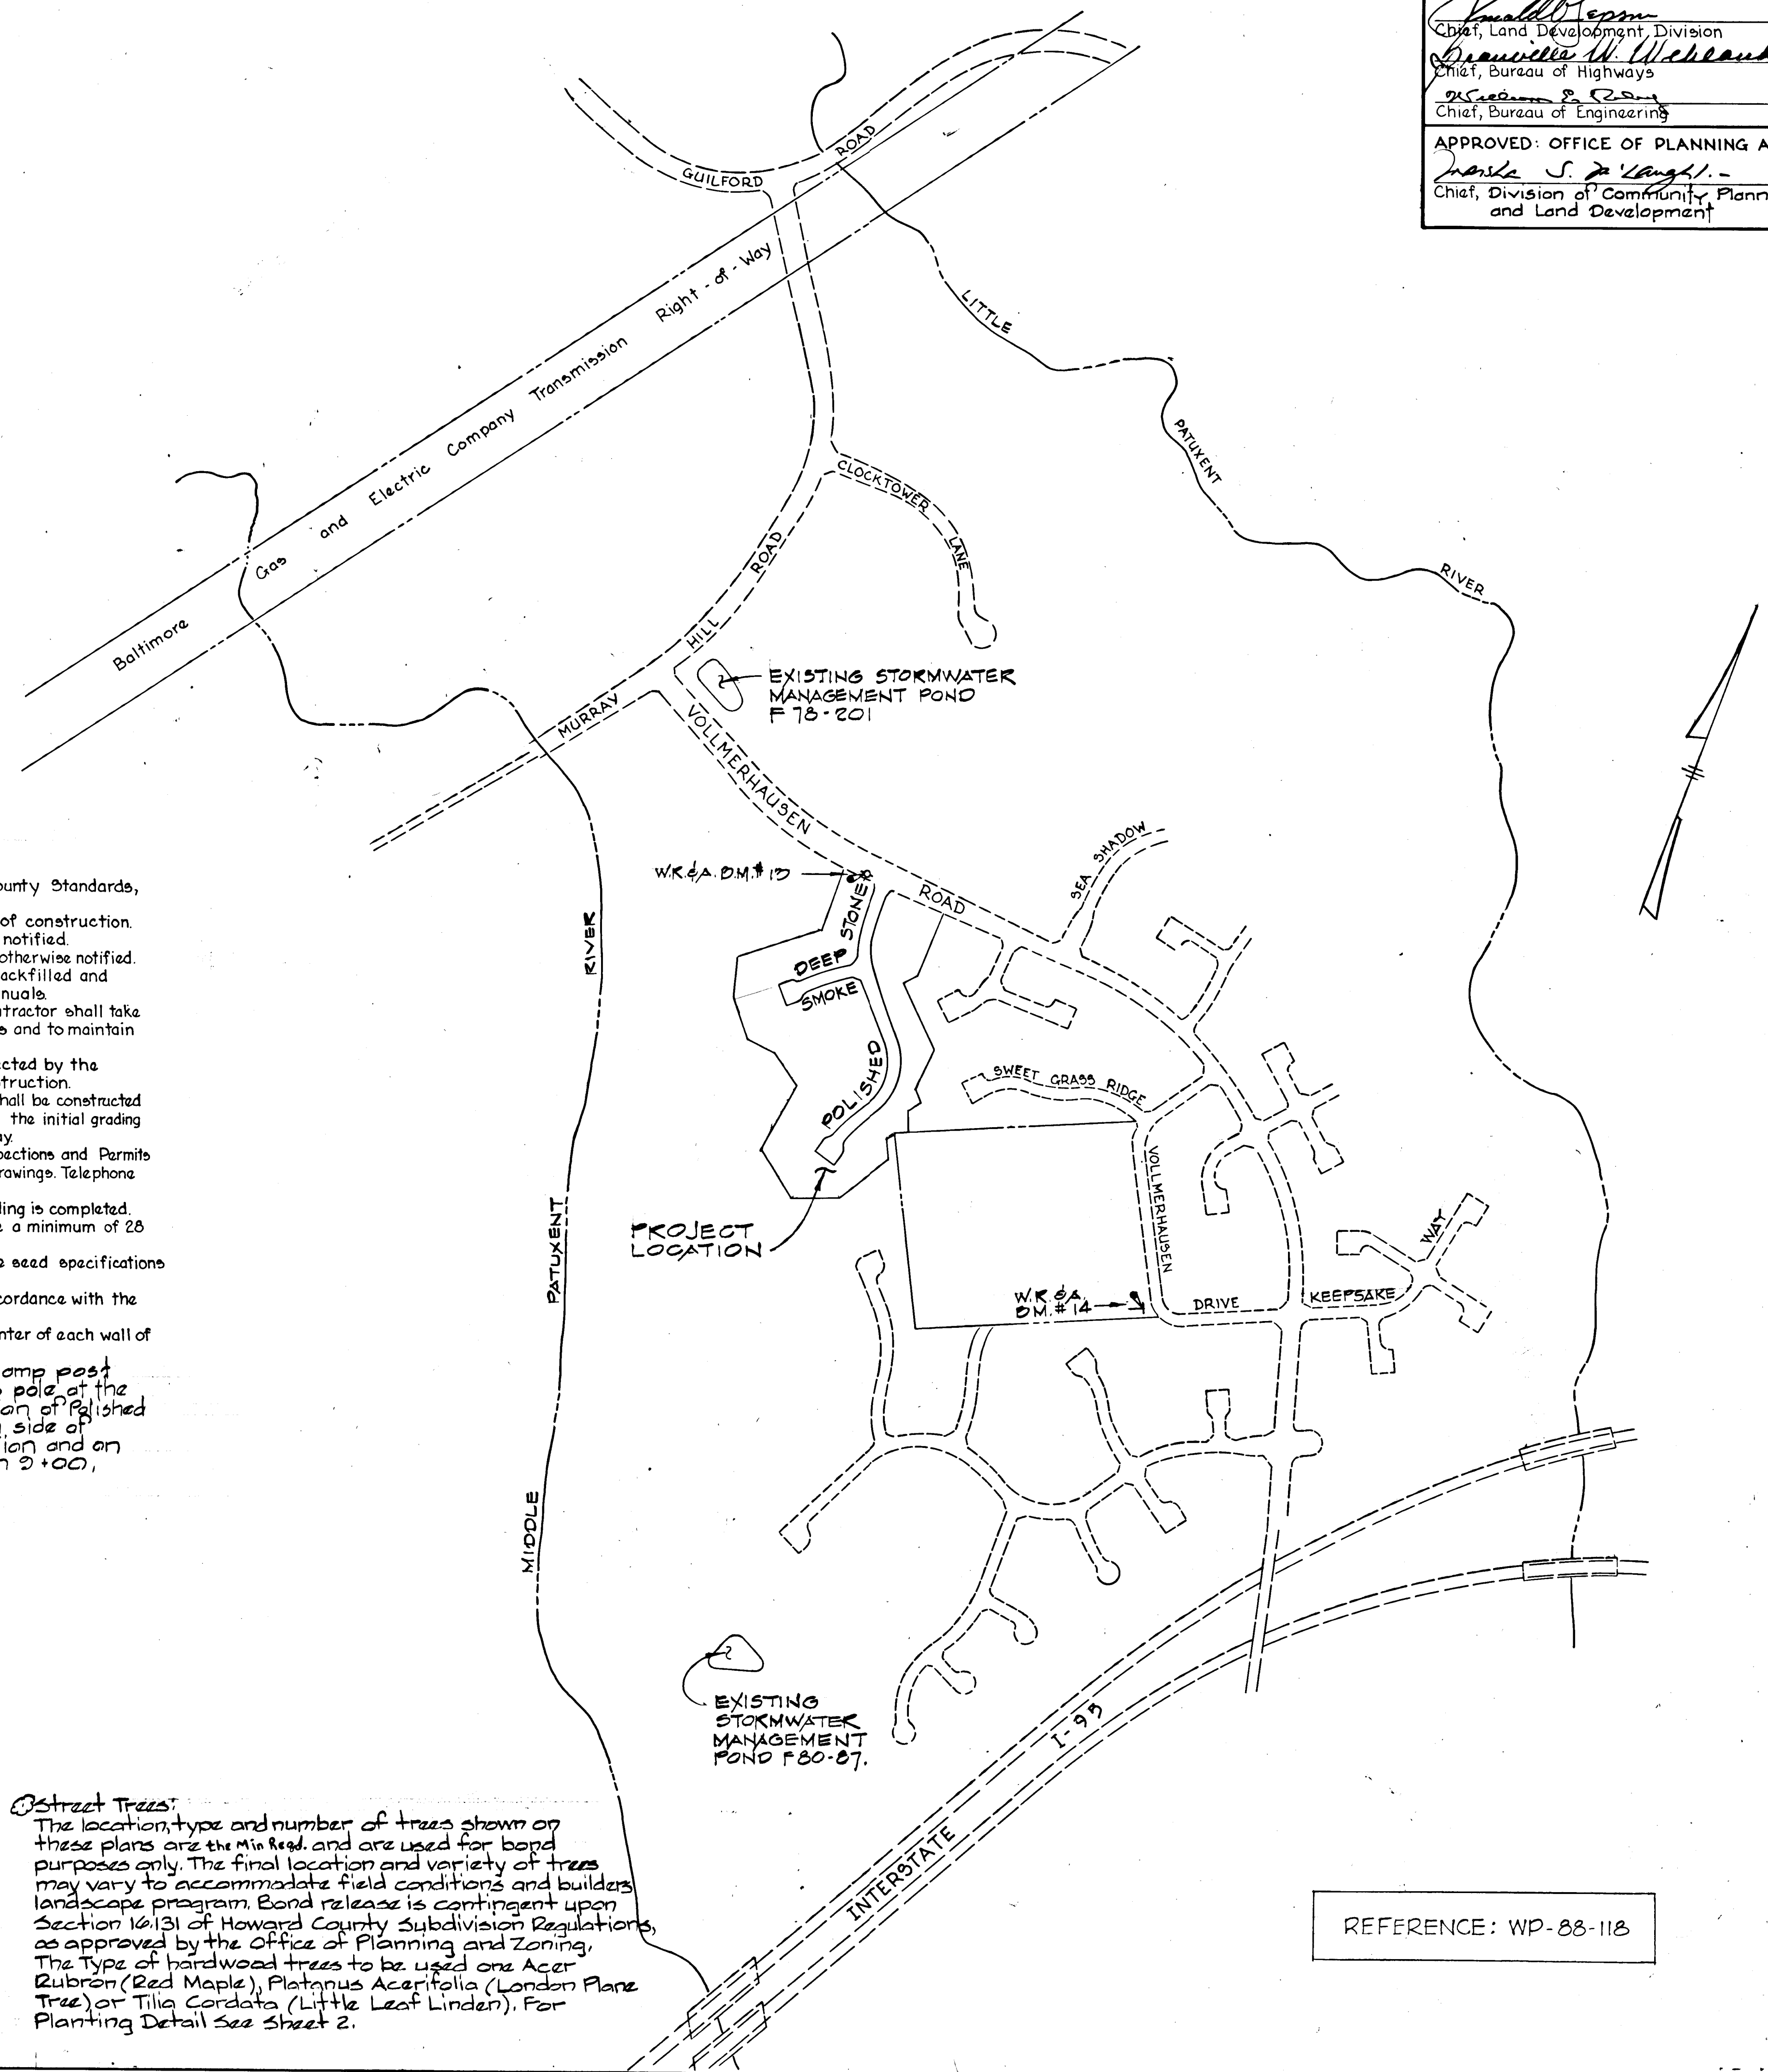 Chief, Land Development Division
Chief, Bureau of Highways
Chief, Bureau of Engineering
APPROVED: OFFICE OF PLANNING A
Chief, Division of Community Plann
and Land Development
GUILFORD ROAD
Baltimore Gas and Electric Company Transmission Right-of-Way
LITTLE PATUXENT RIVER
CLOCKTOWER LANE
MURRAY HILL ROAD
EXISTING STORMWATER
MANAGEMENT POND
F 78-201
VOLLMERHAUSEN ROAD
SEA SHADOW
W.R.&A. B.M.# 13
DEEP SMOKE
POLISHED STONE
SWEET GRASS RIDGE
VOLLMERHAUSEN DRIVE
KEEPSAKE WAY
PROJECT
LOCATION
W.R.&A.
B.M.#14
MIDDLE PATUXENT RIVER
EXISTING
STORMWATER
MANAGEMENT
POND F80-87.
INTERSTATE I-95
ounty Standards,
of construction.
notified.
otherwise notified.
ackfilled and
nuals.
tractor shall take
s and to maintain
cted by the
truction.
hall be constructed
the initial grading
ay.
pections and Permits
rawings. Telephone
ling is completed.
e a minimum of 28
e seed specifications
cordance with the
nter of each wall of
amp post
pole at the
on of Polished
side of
ion and on
n 9+00,
Street Trees:
The location, type and number of trees shown on
these plans are the Min Reqd. and are used for bond
purposes only. The final location and variety of trees
may vary to accommodate field conditions and builders
landscape program. Bond release is contingent upon
Section 16.131 of Howard County Subdivision Regulations,
as approved by the Office of Planning and Zoning.
The Type of hardwood trees to be used one Acer
Rubron (Red Maple), Platanus Acerifolia (London Plane
Tree) or Tilia Cordata (Little Leaf Linden). For
Planting Detail See Sheet 2.
REFERENCE: WP-88-118